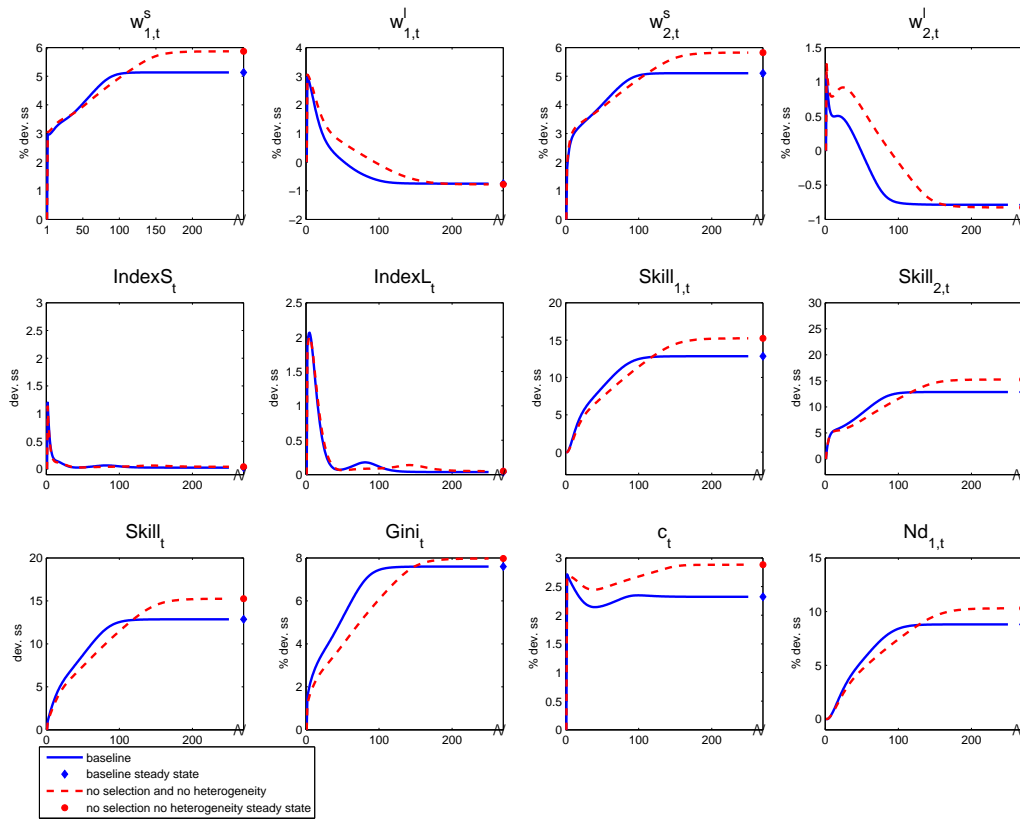 w^s_{1,t} w^l_{1,t} w^s_{2,t} w^l_{2,t}
6 4 6 1.5
5 3 5 1
4 2 4 0.5
3 1 3 0
2 0 2 −0.5
1 −1 1 −1
0 −2 0
% dev. ss % dev. ss % dev. ss % dev. ss
1 50 100 150 200 0 100 200 0 100 200 0 100 200
IndexS_t IndexL_t Skill_{1,t} Skill_{2,t}
3 2.5 20 30
2.5 2 15 25
2 1.5 10 20
1.5 1 5 15
1 0.5 0 10
0.5 0 5
0 0
dev. ss dev. ss dev. ss dev. ss
0 100 200 0 100 200 0 100 200 0 100 200
Skill_t Gini_t c_t Nd_{1,t}
20 8 3 15
15 6 2.5 10
10 4 2 5
5 2 1.5 0
0 0 1
0.5
0
dev. ss % dev. ss % dev. ss % dev. ss
0 100 200 0 100 200 0 100 200 0 100 200
baseline
baseline steady state
no selection and no heterogeneity
no selection no heterogeneity steady state